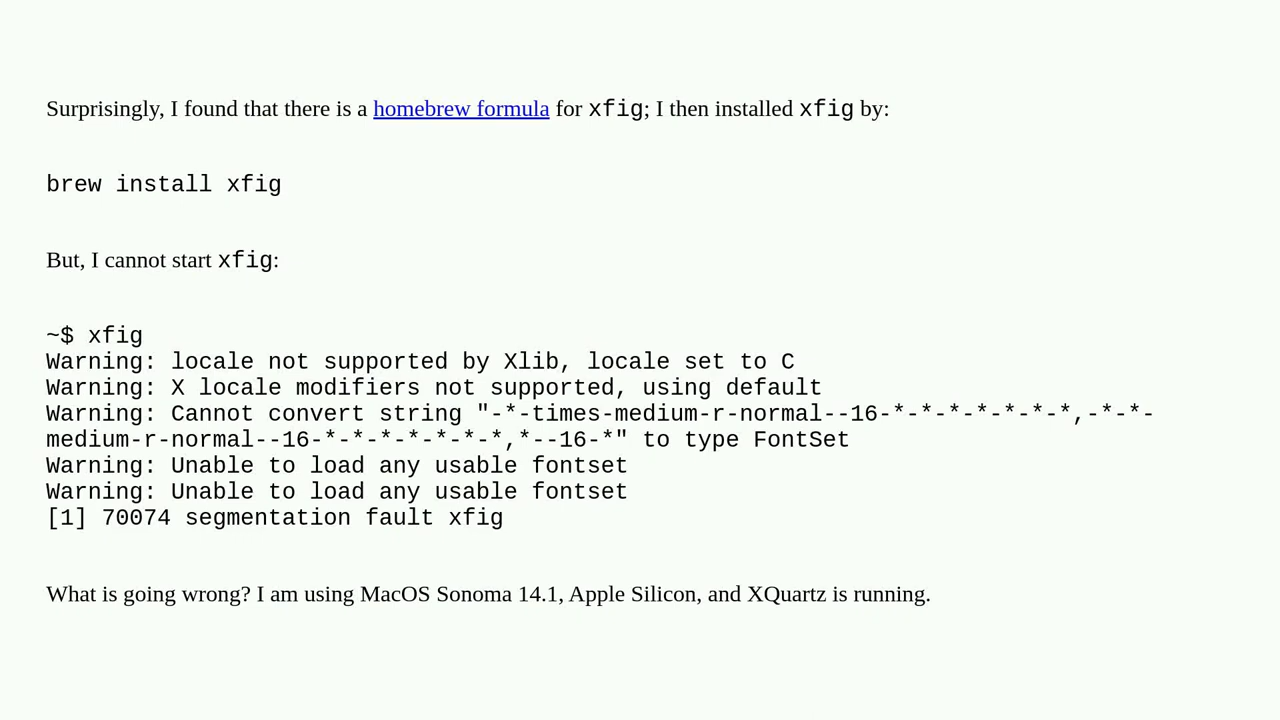 Surprisingly, I found that there is a homebrew formula for xfig; I then installed xfig by:
brew install xfig
But, I cannot start xfig:
~$ xfig
Warning: locale not supported by Xlib, locale set to C
Warning: X locale modifiers not supported, using default
Warning: Cannot convert string "-*-times-medium-r-normal--16-*-*-*-*-*-*-*,-*-*-
medium-r-normal--16-*-*-*-*-*-*-*,*--16-*" to type FontSet
Warning: Unable to load any usable fontset
Warning: Unable to load any usable fontset
[1] 70074 segmentation fault xfig
What is going wrong? I am using MacOS Sonoma 14.1, Apple Silicon, and XQuartz is running.